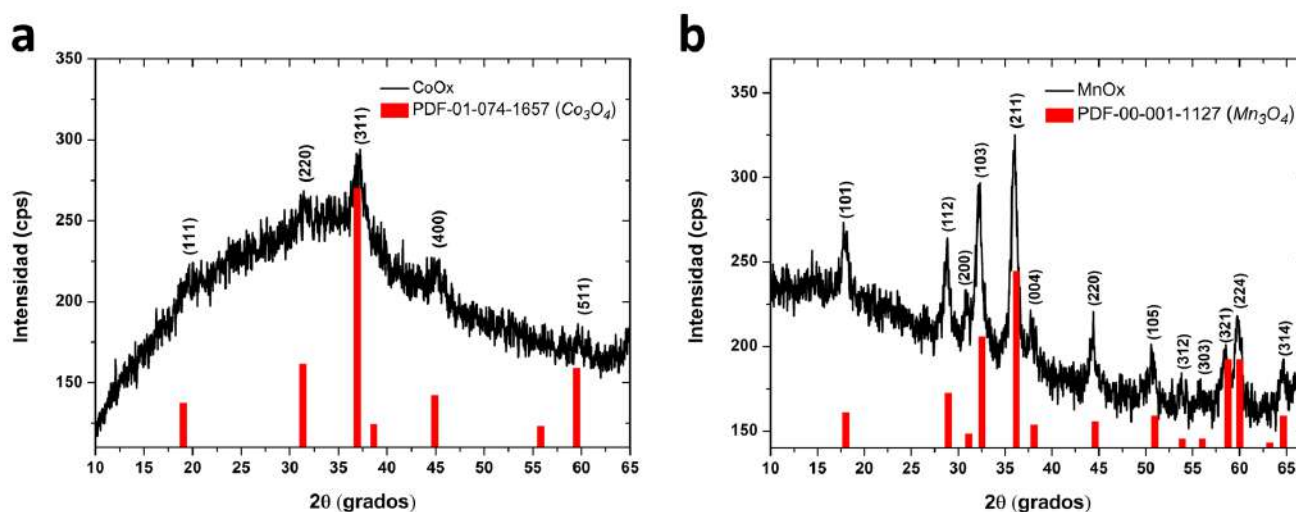 a
350
300
250
200
150
10 15 20 25 30 35 40 45 50 55 60 65
Intensidad (cps)
2θ (grados)
CoOx
PDF-01-074-1657 (Co₃O₄)
(111)
(220)
(311)
(400)
(511)
b
350
300
250
200
150
10 15 20 25 30 35 40 45 50 55 60 65
Intensidad (cps)
2θ (grados)
MnOx
PDF-00-001-1127 (Mn₃O₄)
(101)
(112)
(200)
(103)
(211)
(004)
(220)
(105)
(312)
(303)
(321)
(224)
(314)